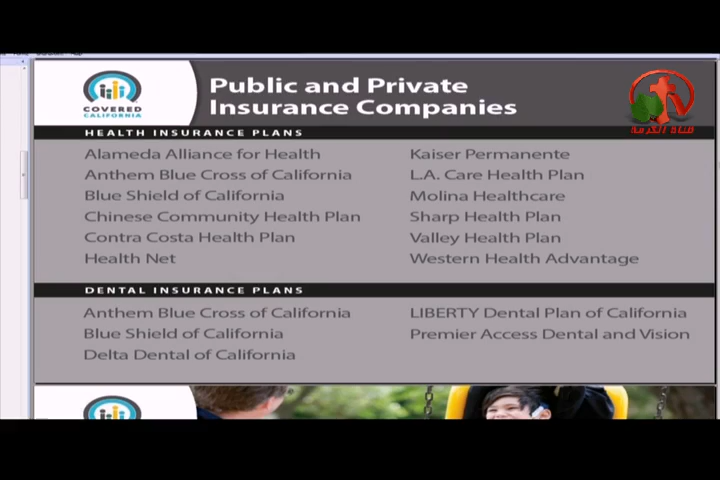 COVERED
CALIFORNIA
Public and Private
Insurance Companies
قناة الكرمة
HEALTH INSURANCE PLANS
Alameda Alliance for Health
Anthem Blue Cross of California
Blue Shield of California
Chinese Community Health Plan
Contra Costa Health Plan
Health Net
Kaiser Permanente
L.A. Care Health Plan
Molina Healthcare
Sharp Health Plan
Valley Health Plan
Western Health Advantage
DENTAL INSURANCE PLANS
Anthem Blue Cross of California
Blue Shield of California
Delta Dental of California
LIBERTY Dental Plan of California
Premier Access Dental and Vision